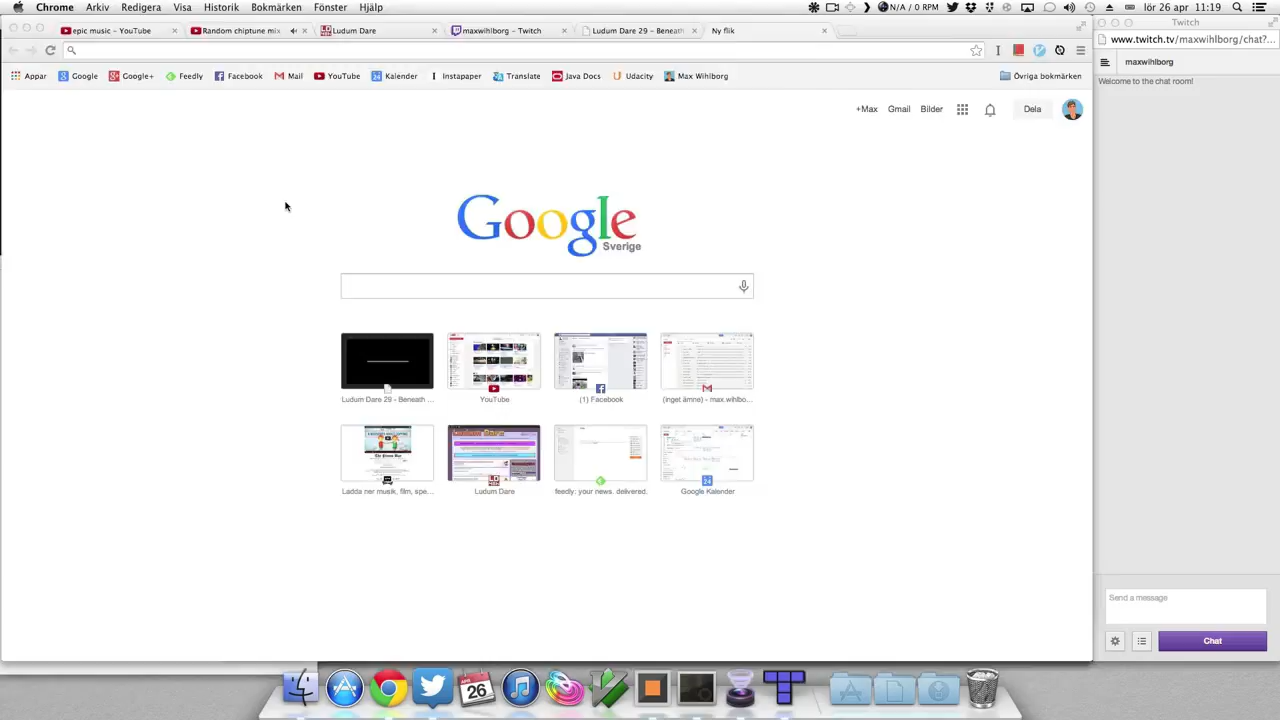 Chrome Arkiv Redigera Visa Historik Bokmärken Fönster Hjälp N/A / 0 RPM lör 26 apr 11:19
epic music - YouTube Random chiptune mix Ludum Dare maxwihlborg - Twitch Ludum Dare 29 - Beneath Ny flik
Appar Google Google+ Feedly Facebook Mail YouTube Kalender Instapaper Translate Java Docs Udacity Max Wihlborg Övriga bokmärken
+Max Gmail Bilder Dela
Google
Sverige
Ludum Dare 29 - Beneath ... YouTube (1) Facebook (inget ämne) - max.wihlbo...
Ladda ner musik, film, spe... Ludum Dare feedly: your news. delivered. Google Kalender
APR
26
Twitch
www.twitch.tv/maxwihlborg/chat?...
maxwihlborg
Welcome to the chat room!
Send a message
Chat